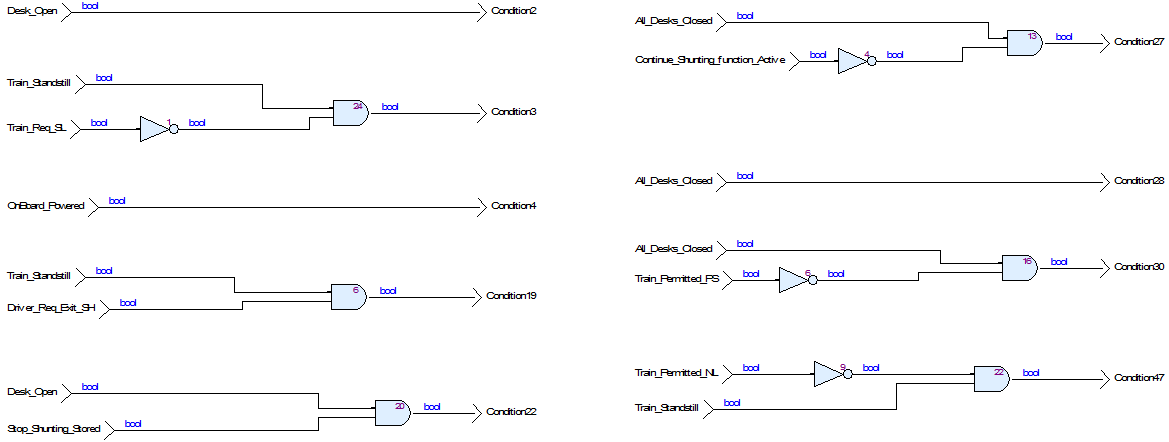 Desk_Open bool Condition2
Train_Standstill bool
24 bool Condition3
Train_Req_SL bool 1 bool
OnBoard_Powered bool Condition4
Train_Standstill bool
6 bool Condition19
Driver_Req_Exit_SH bool
Desk_Open bool
20 bool Condition22
Stop_Shunting_Stored bool
All_Desks_Closed bool
13 bool Condition27
Continue_Shunting_function_Active bool 4 bool
All_Desks_Closed bool Condition28
All_Desks_Closed bool
16 bool Condition30
Train_Permitted_PS bool 6 bool
Train_Permitted_NL bool 9 bool
22 bool Condition47
Train_Standstill bool